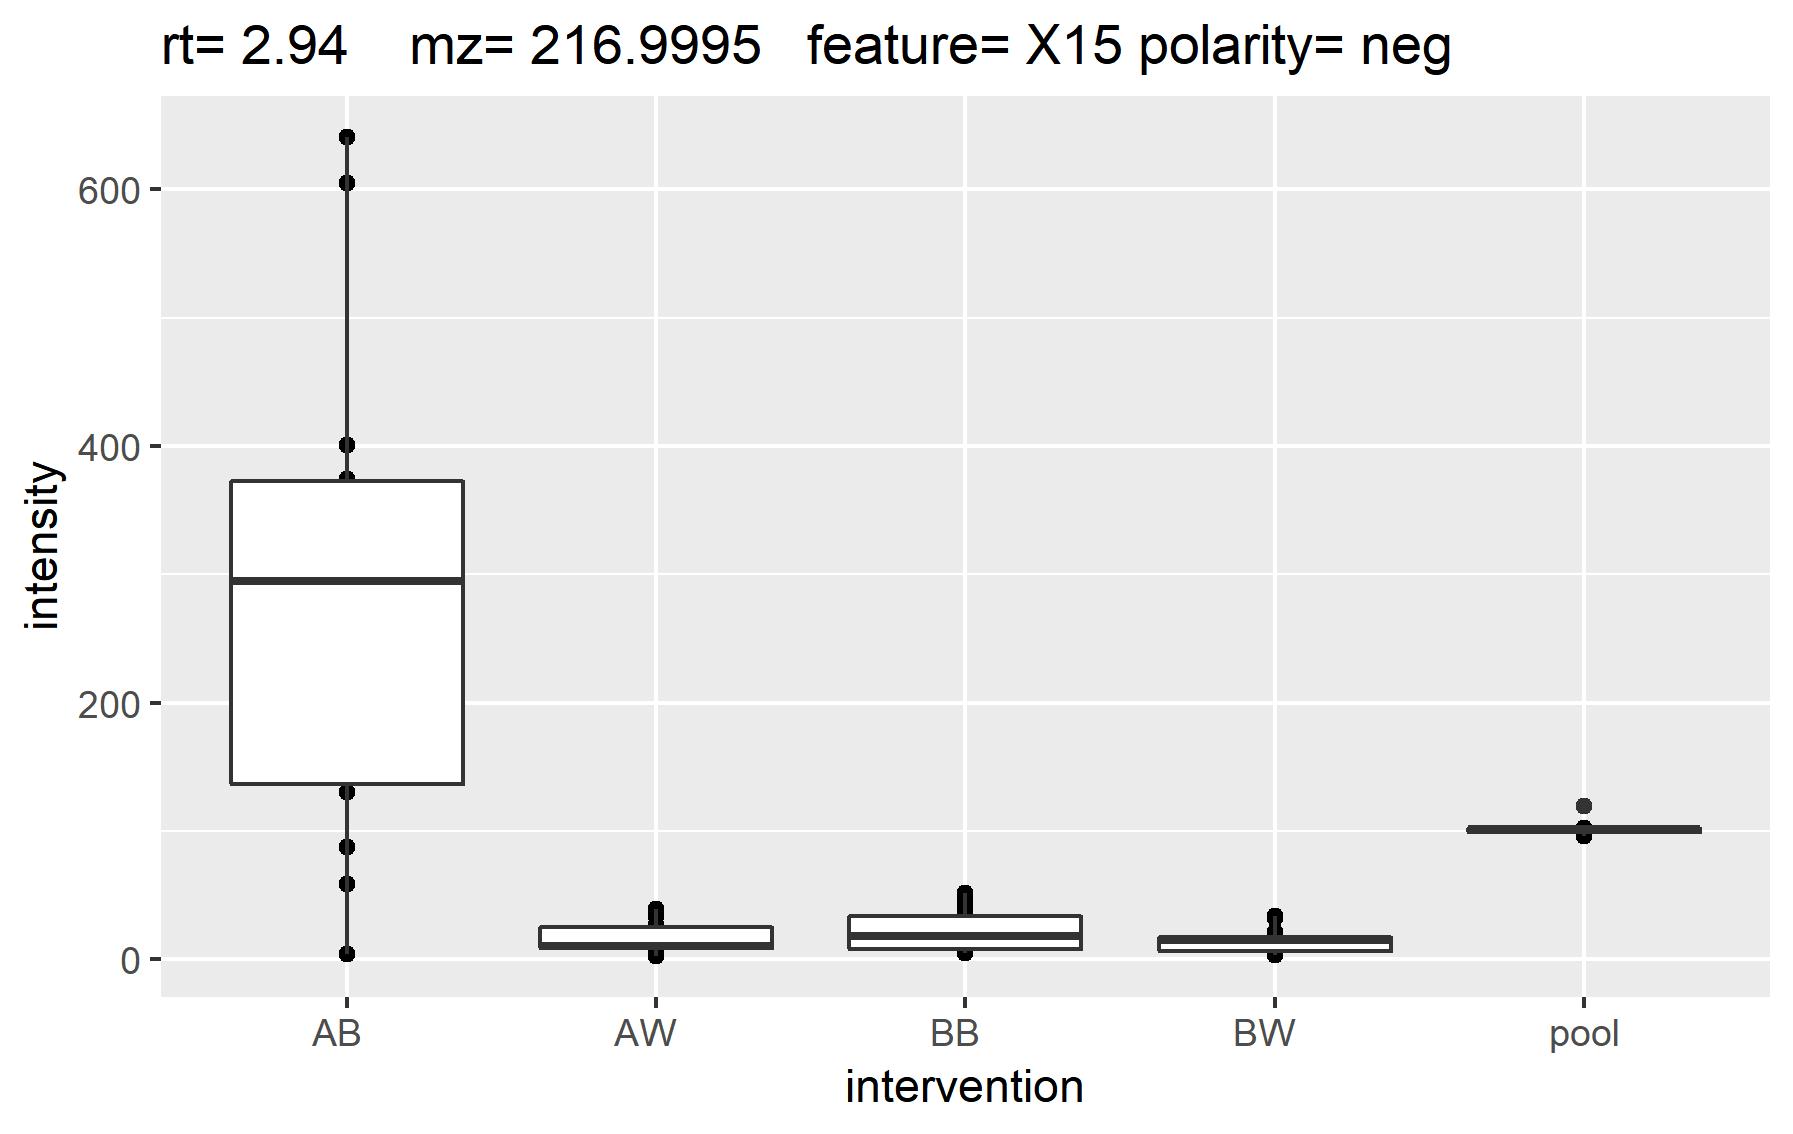 rt= 2.94 mz= 216.9995 feature= X15 polarity= neg
intensity
600
400
200
0
AB AW BB BW pool
intervention